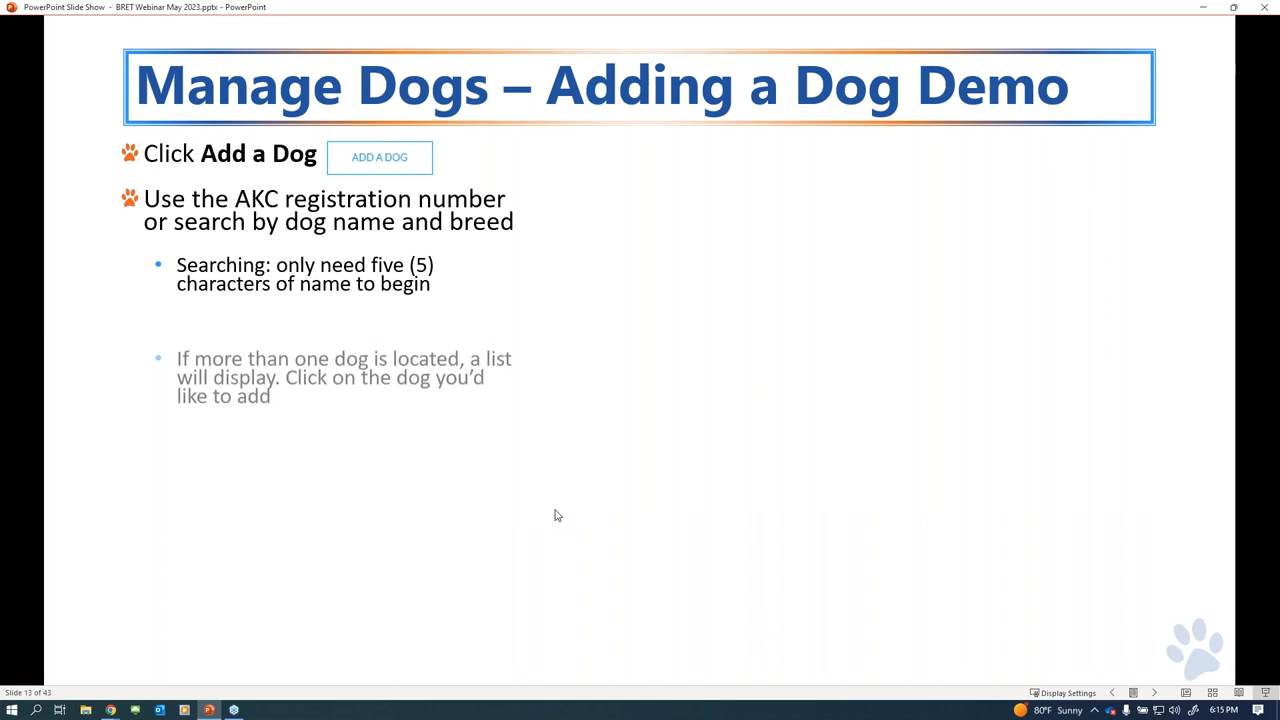 PowerPoint Slide Show - BRET Webinar May 2023.pptx - PowerPoint
Manage Dogs – Adding a Dog Demo
Click Add a Dog ADD A DOG
Use the AKC registration number
or search by dog name and breed
Searching: only need five (5)
characters of name to begin
If more than one dog is located, a list
will display. Click on the dog you’d
like to add
Slide 13 of 43 Display Settings
80°F Sunny 6:15 PM